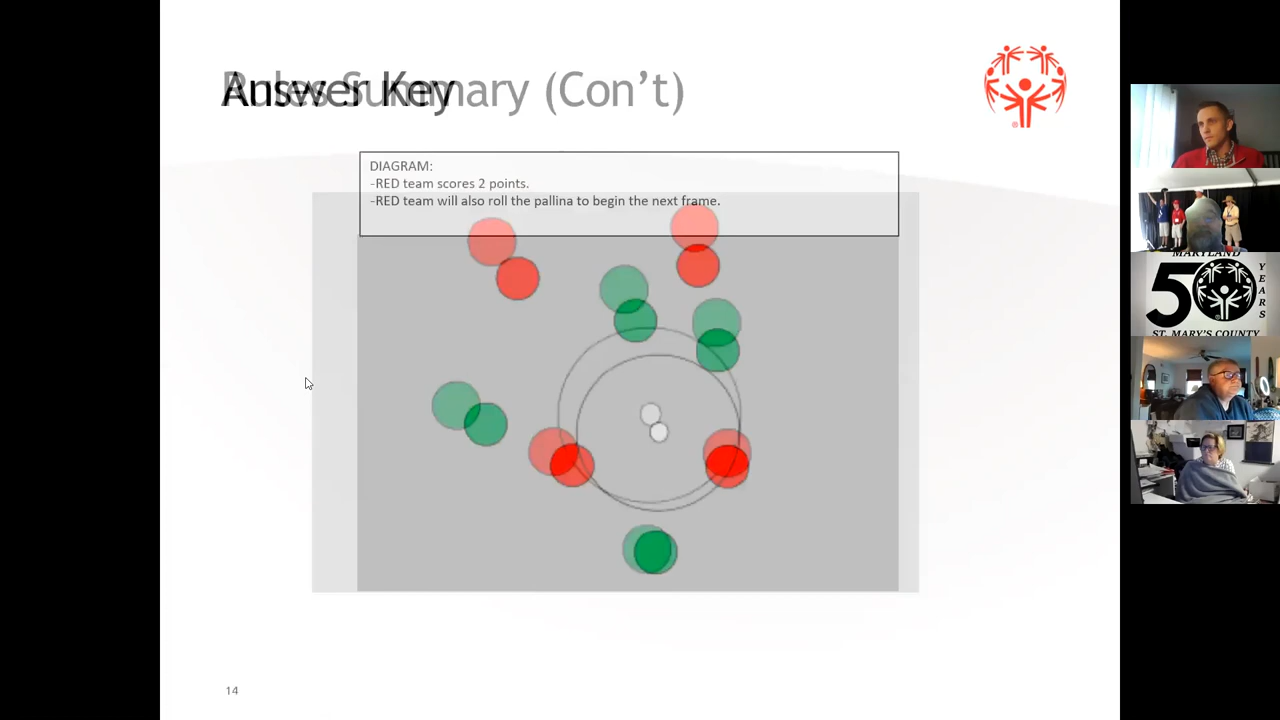 Rules Summary (Con't)
Answer Key
DIAGRAM:
-RED team scores 2 points.
-RED team will also roll the pallina to begin the next frame.
MARYLAND
50
YEARS
ST. MARY'S COUNTY
14